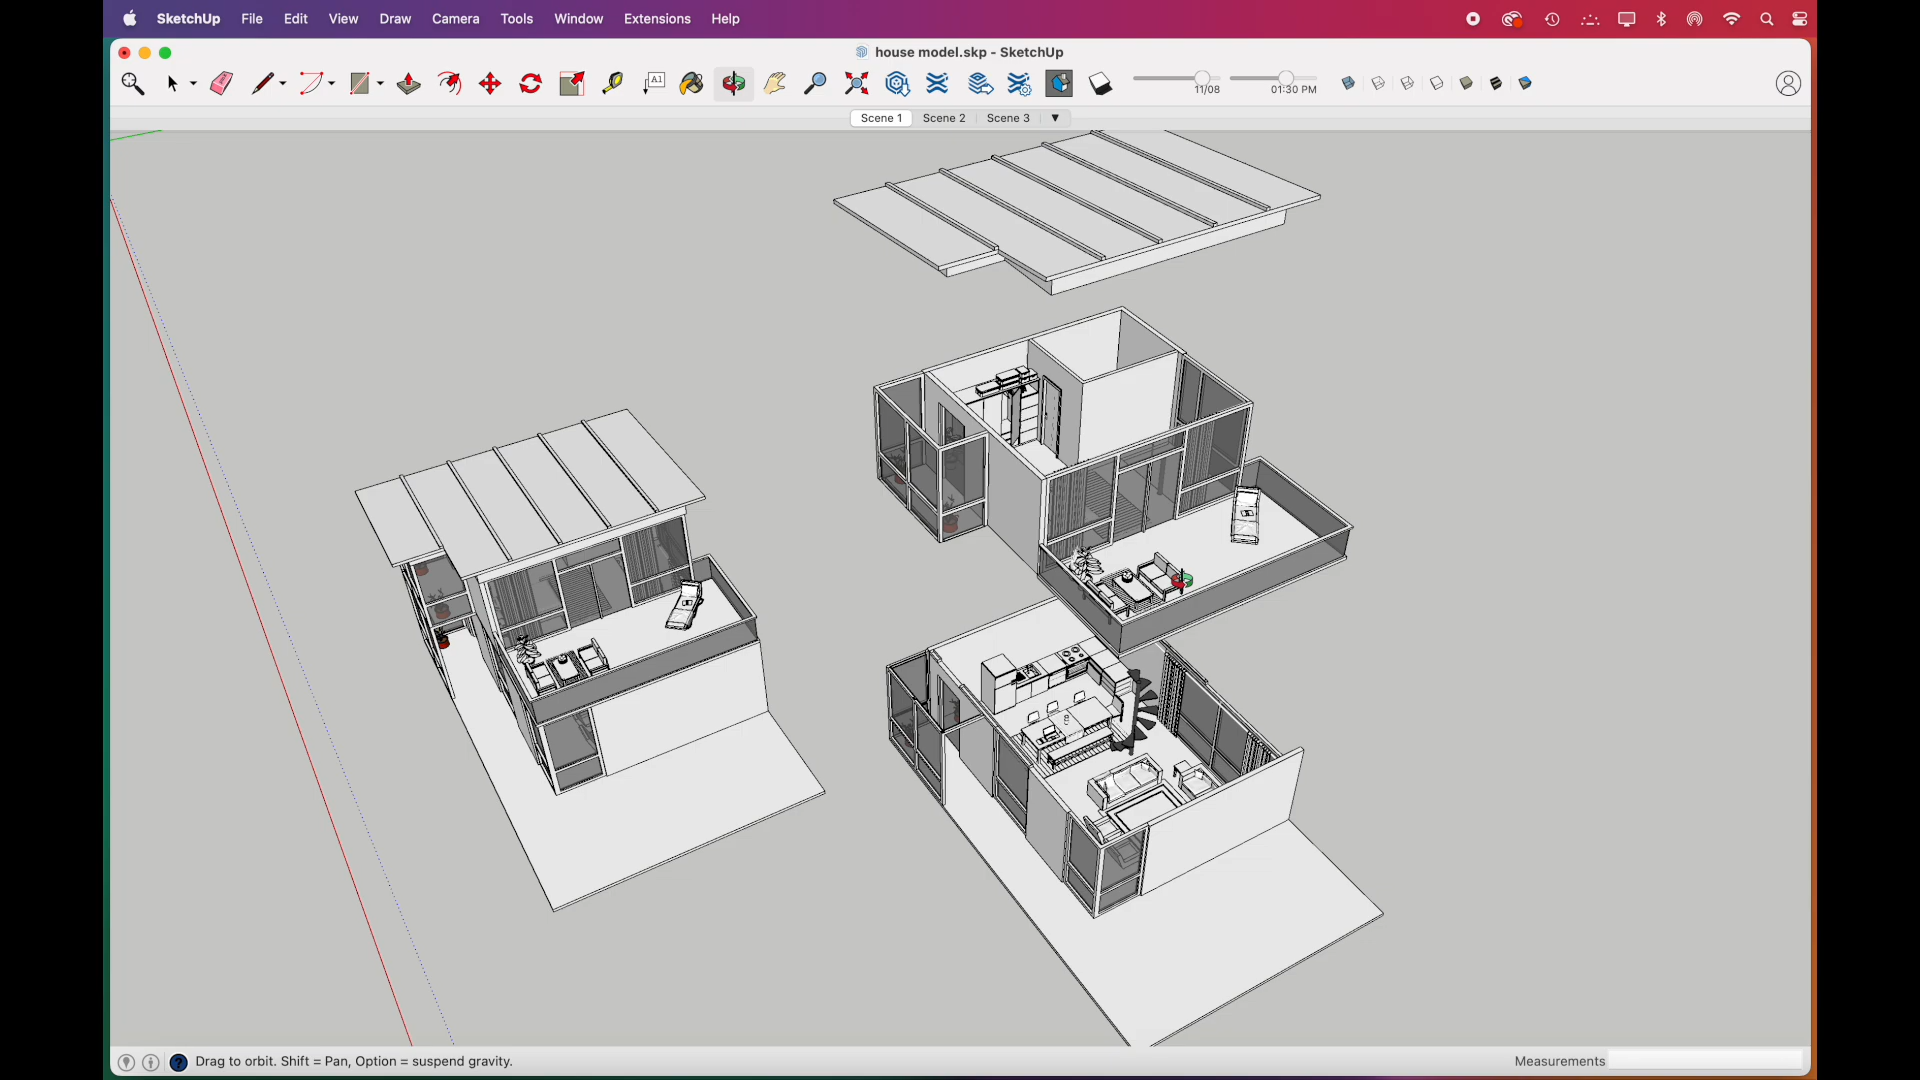 SketchUp File Edit View Draw Camera Tools Window Extensions Help
house model.skp - SketchUp
A1
11/08 01:30 PM
Scene 1 Scene 2 Scene 3 ▼
? Drag to orbit. Shift = Pan, Option = suspend gravity. Measurements